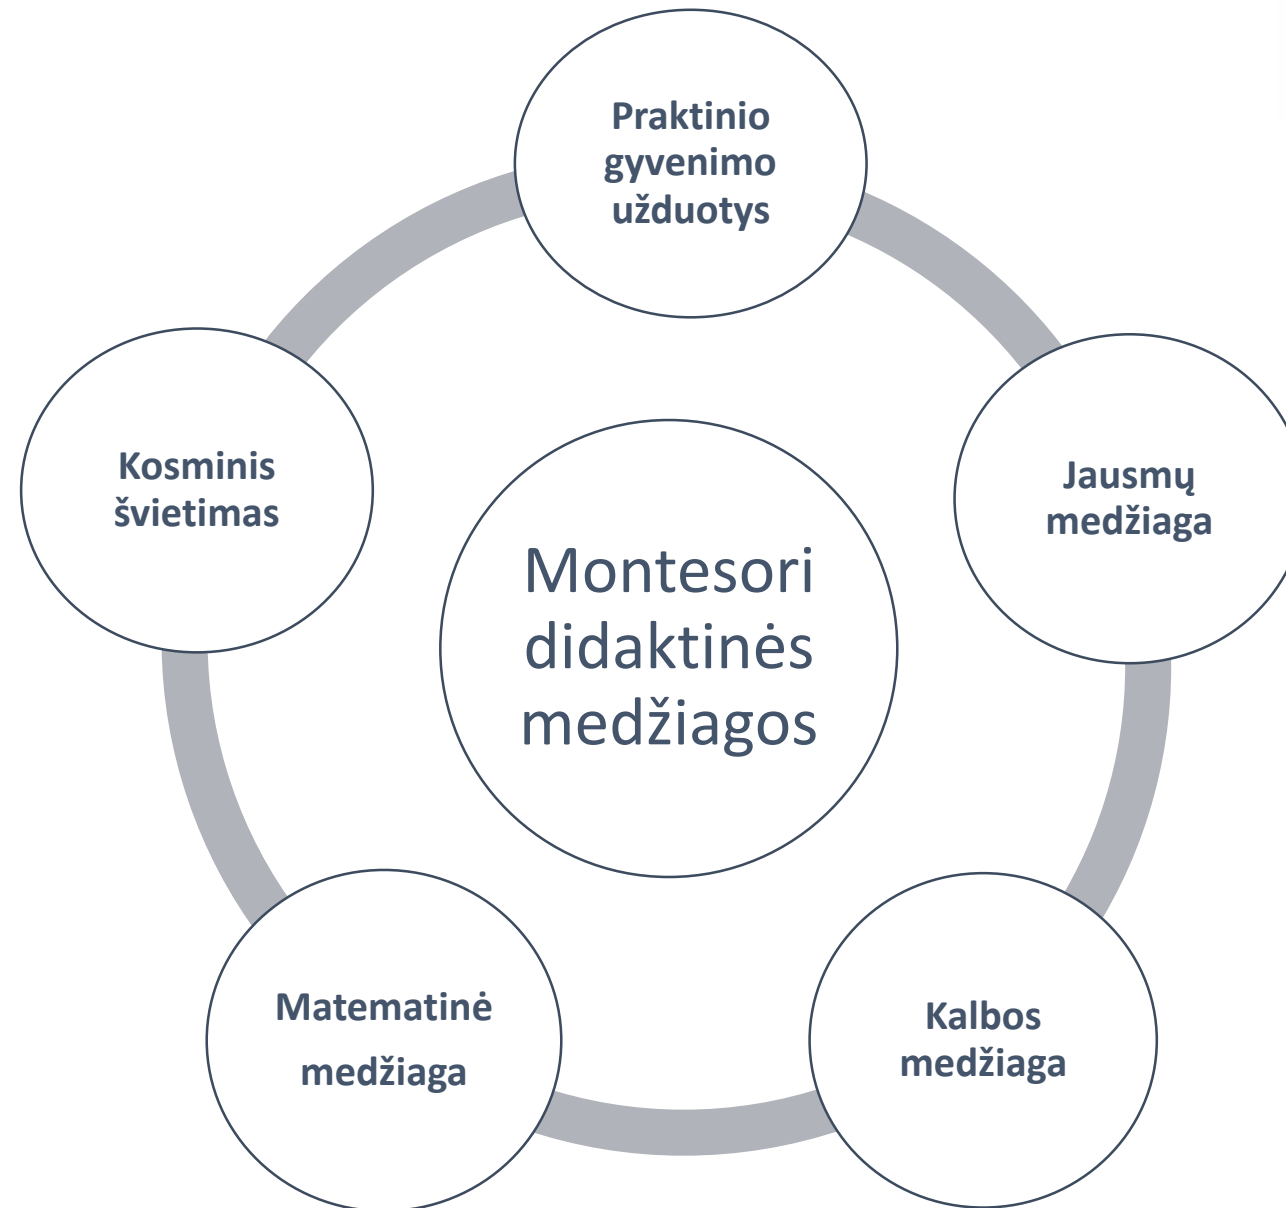 Praktinio
gyvenimo
užduotys
Jausmų
medžiaga
Kalbos
medžiaga
Matematinė
medžiaga
Kosminis
švietimas
Montesori
didaktinės
medžiagos